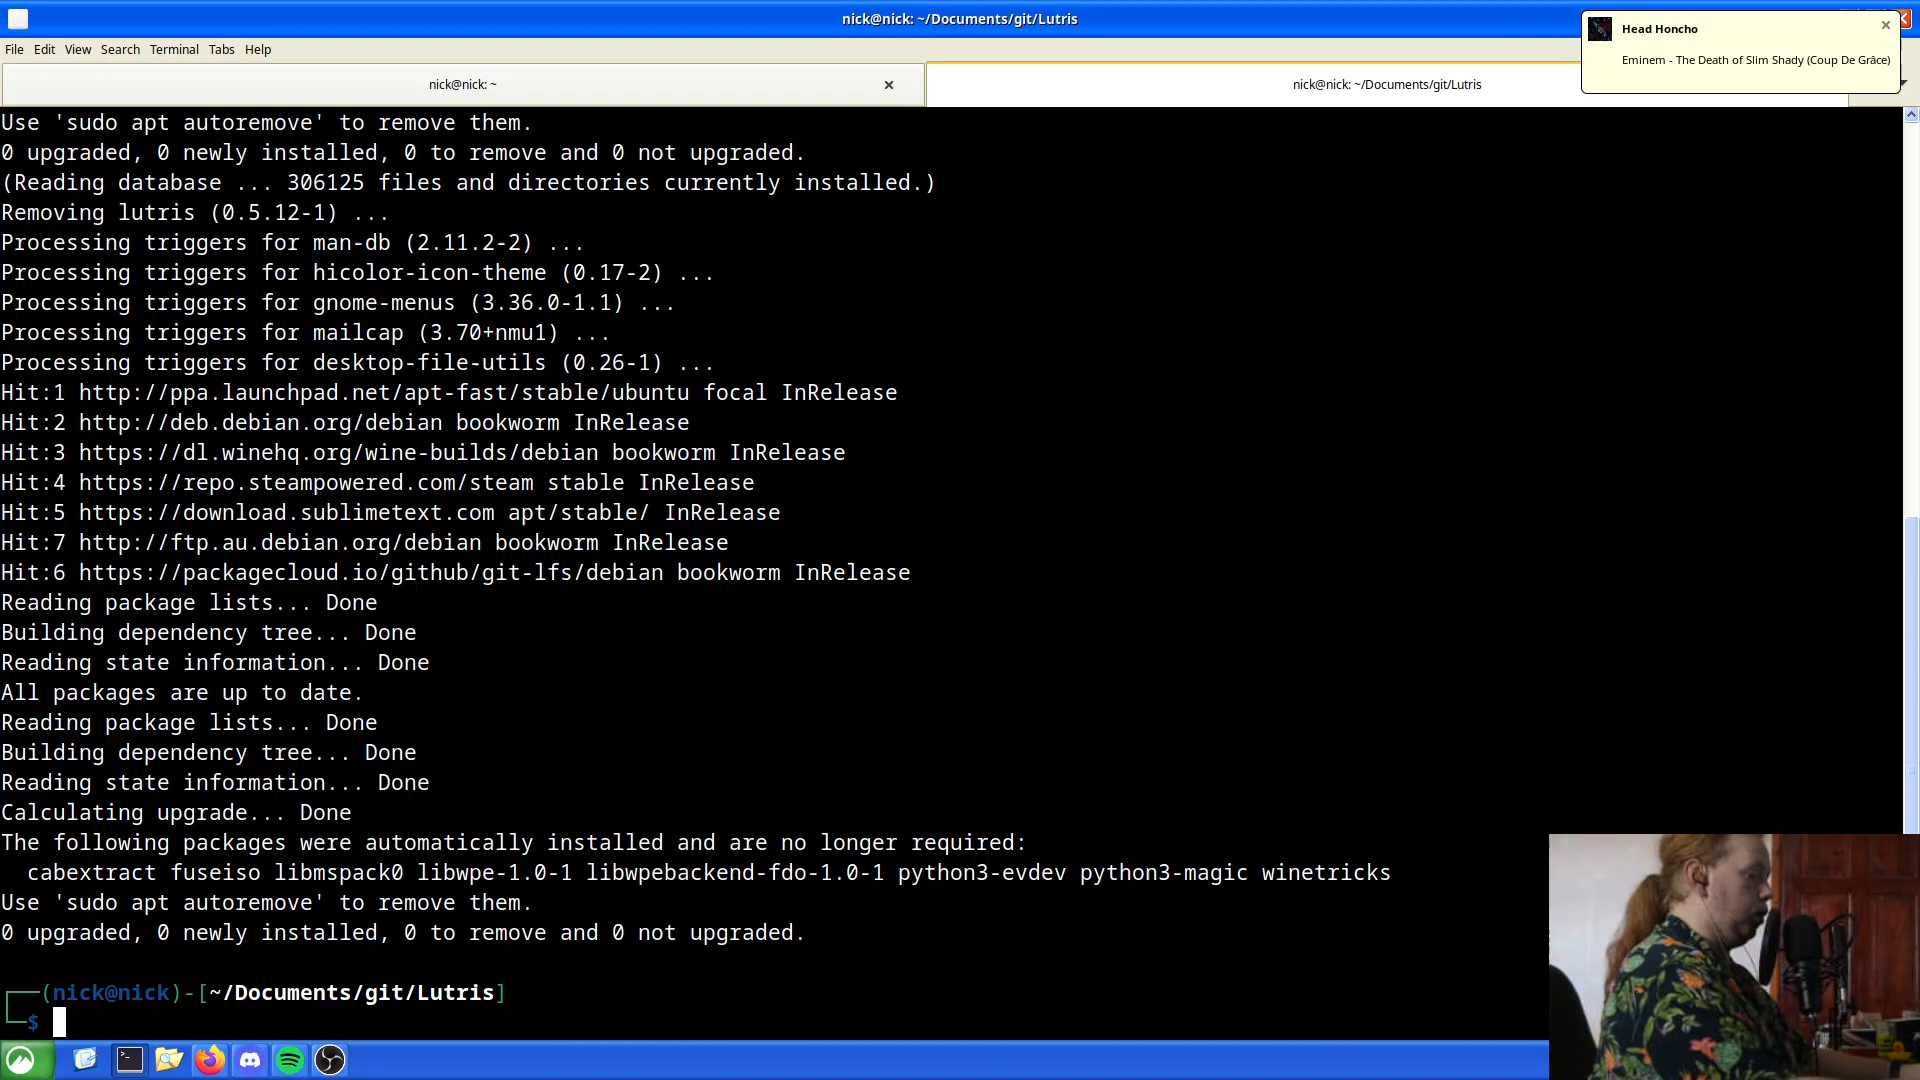 nick@nick: ~/Documents/git/Lutris
Head Honcho
Eminem - The Death of Slim Shady (Coup De Grâce)
File Edit View Search Terminal Tabs Help
nick@nick: ~
nick@nick: ~/Documents/git/Lutris
Use 'sudo apt autoremove' to remove them.
0 upgraded, 0 newly installed, 0 to remove and 0 not upgraded.
(Reading database ... 306125 files and directories currently installed.)
Removing lutris (0.5.12-1) ...
Processing triggers for man-db (2.11.2-2) ...
Processing triggers for hicolor-icon-theme (0.17-2) ...
Processing triggers for gnome-menus (3.36.0-1.1) ...
Processing triggers for mailcap (3.70+nmu1) ...
Processing triggers for desktop-file-utils (0.26-1) ...
Hit:1 http://ppa.launchpad.net/apt-fast/stable/ubuntu focal InRelease
Hit:2 http://deb.debian.org/debian bookworm InRelease
Hit:3 https://dl.winehq.org/wine-builds/debian bookworm InRelease
Hit:4 https://repo.steampowered.com/steam stable InRelease
Hit:5 https://download.sublimetext.com apt/stable/ InRelease
Hit:7 http://ftp.au.debian.org/debian bookworm InRelease
Hit:6 https://packagecloud.io/github/git-lfs/debian bookworm InRelease
Reading package lists... Done
Building dependency tree... Done
Reading state information... Done
All packages are up to date.
Reading package lists... Done
Building dependency tree... Done
Reading state information... Done
Calculating upgrade... Done
The following packages were automatically installed and are no longer required:
cabextract fuseiso libmspack0 libwpe-1.0-1 libwpebackend-fdo-1.0-1 python3-evdev python3-magic winetricks
Use 'sudo apt autoremove' to remove them.
0 upgraded, 0 newly installed, 0 to remove and 0 not upgraded.
(nick@nick)-[~/Documents/git/Lutris]
$